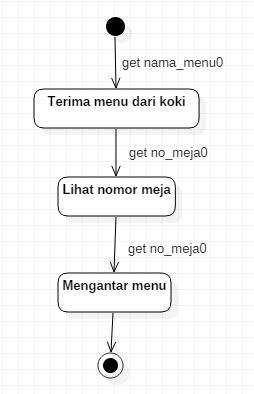 get nama_menu0
Terima menu dari koki
get no_meja0
Lihat nomor meja
get no_meja0
Mengantar menu